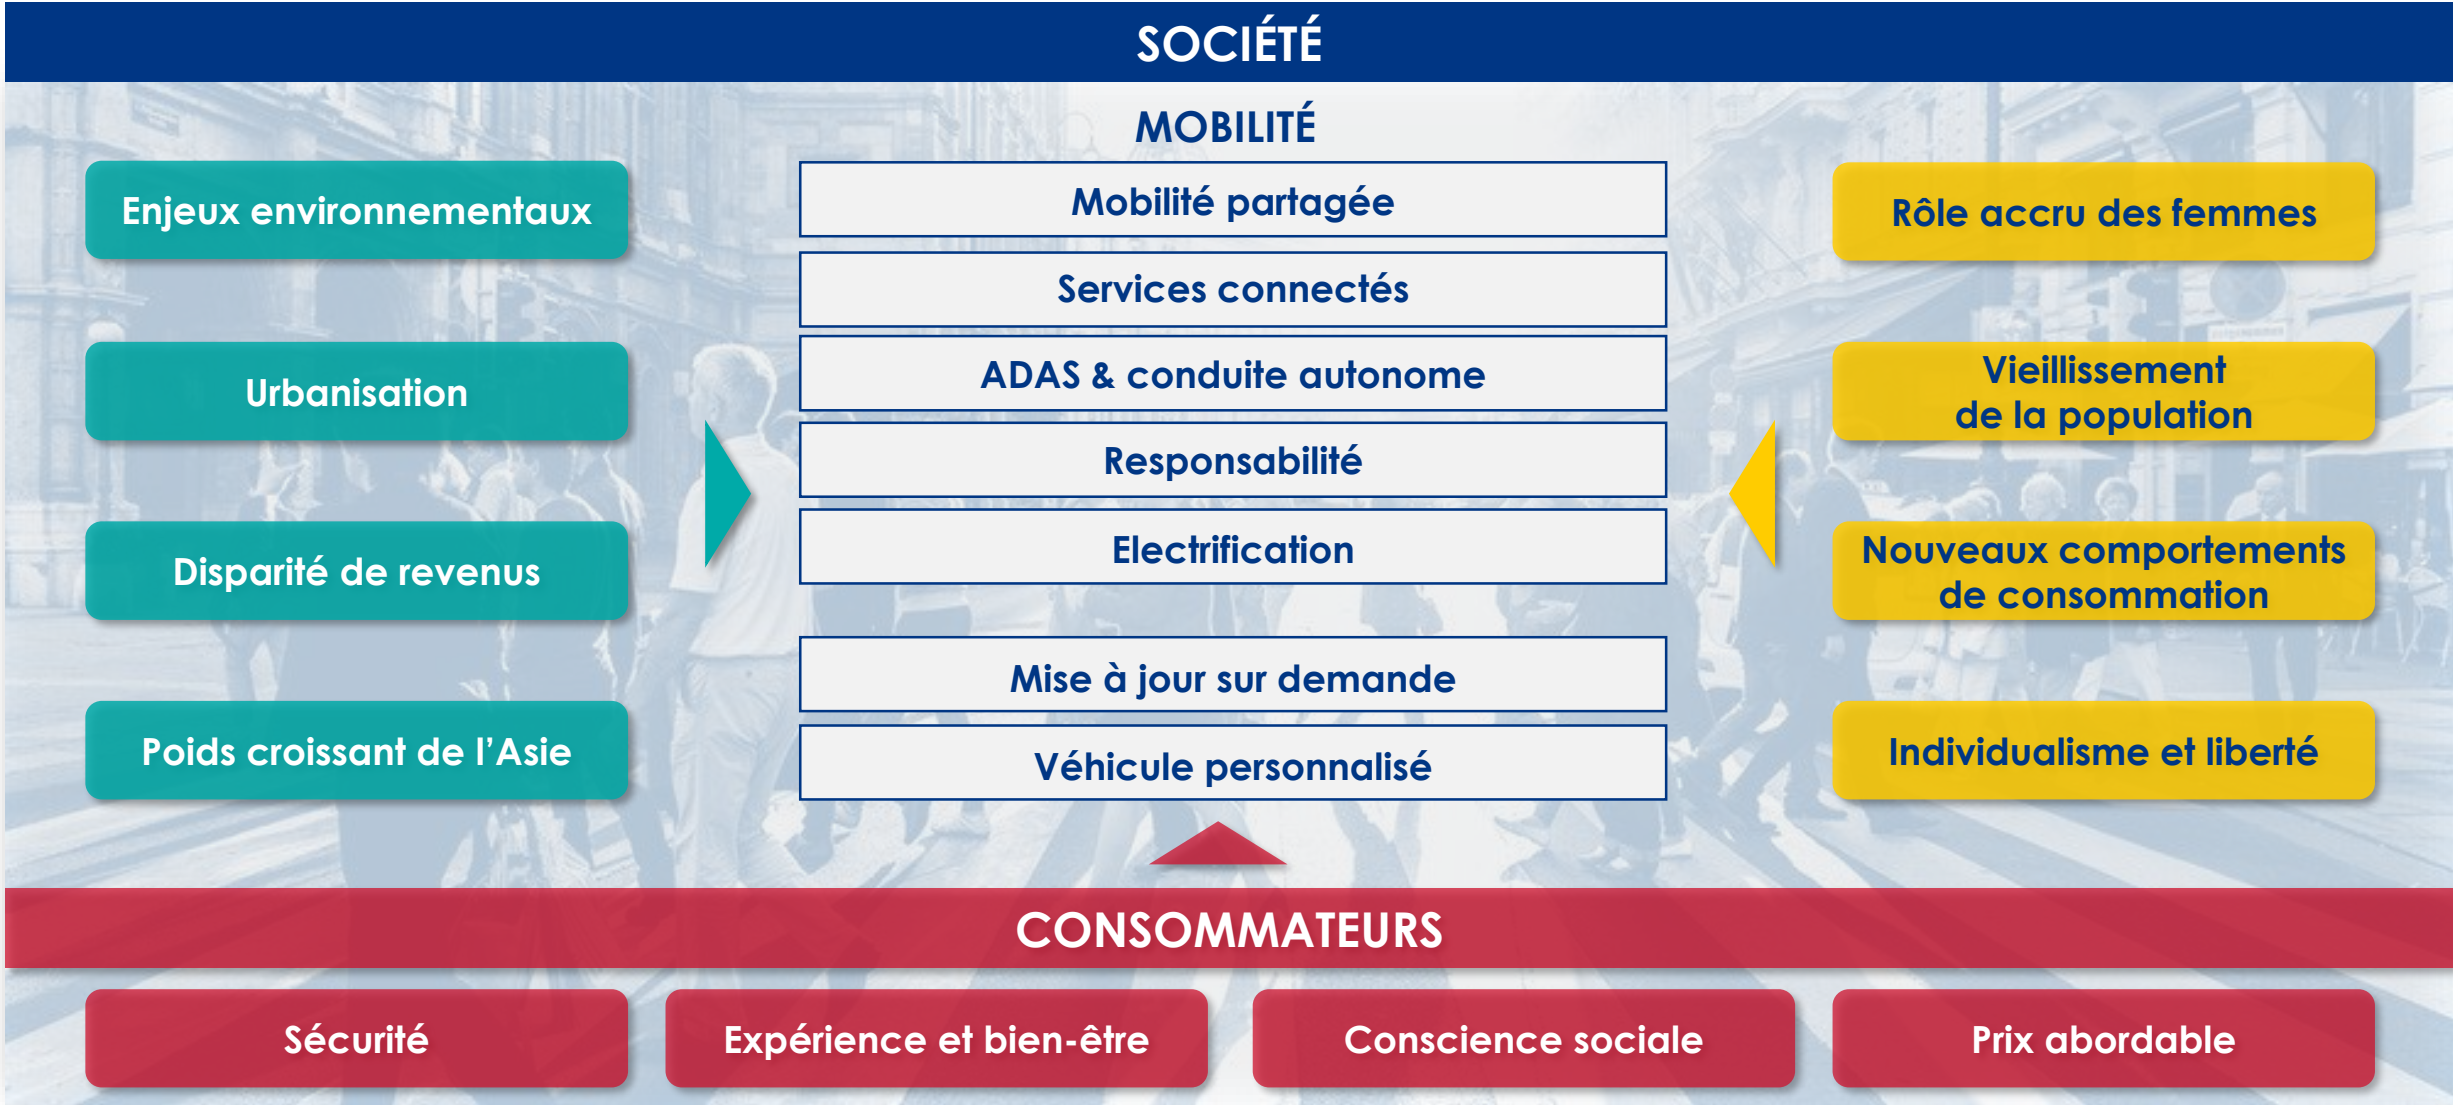 SOCIÉTÉ
MOBILITÉ
Enjeux environnementaux
Urbanisation
Disparité de revenus
Poids croissant de l’Asie
Mobilité partagée
Services connectés
ADAS & conduite autonome
Responsabilité
Electrification
Mise à jour sur demande
Véhicule personnalisé
Rôle accru des femmes
Vieillissement
de la population
Nouveaux comportements
de consommation
Individualisme et liberté
CONSOMMATEURS
Sécurité
Expérience et bien-être
Conscience sociale
Prix abordable